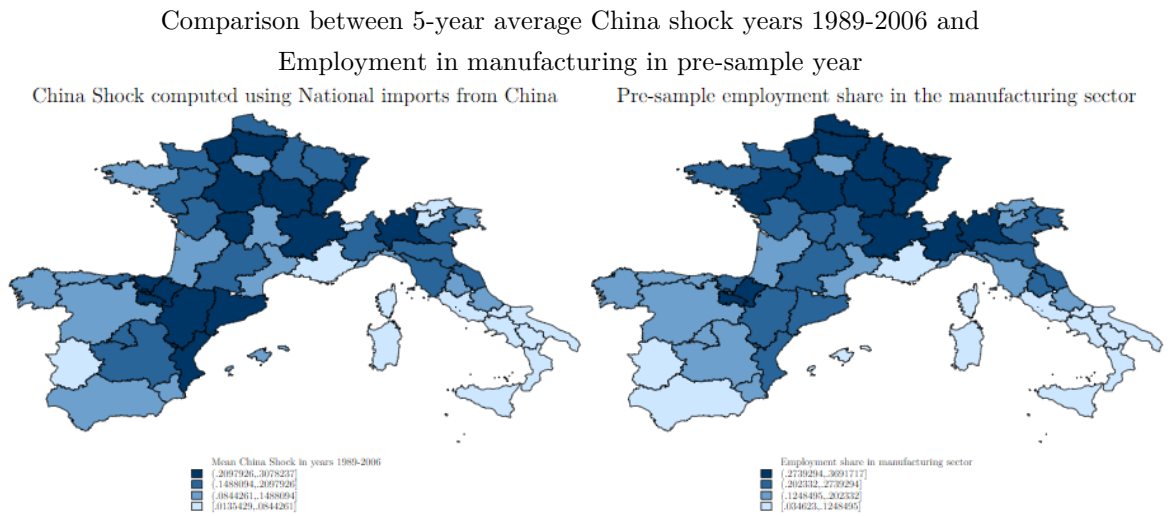 Comparison between 5-year average China shock years 1989-2006 and
Employment in manufacturing in pre-sample year
China Shock computed using National imports from China
Pre-sample employment share in the manufacturing sector
Mean China Shock in years 1989-2006
(.2097926,.3078237]
(.1488094,.2097926]
(.0844261,.1488094]
[.0135429,.0844261]
Employment share in manufacturing sector
(.2739294,.3691717]
(.202332,.2739294]
(.1248495,.202332]
[.034623,.1248495]